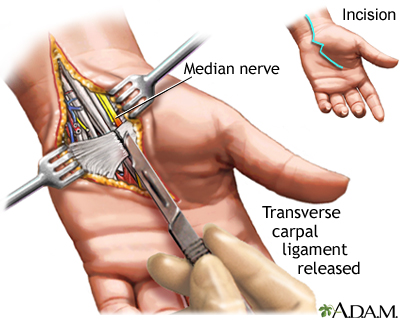 Incision
Median nerve
Transverse
carpal
ligament
released
A.D.A.M.